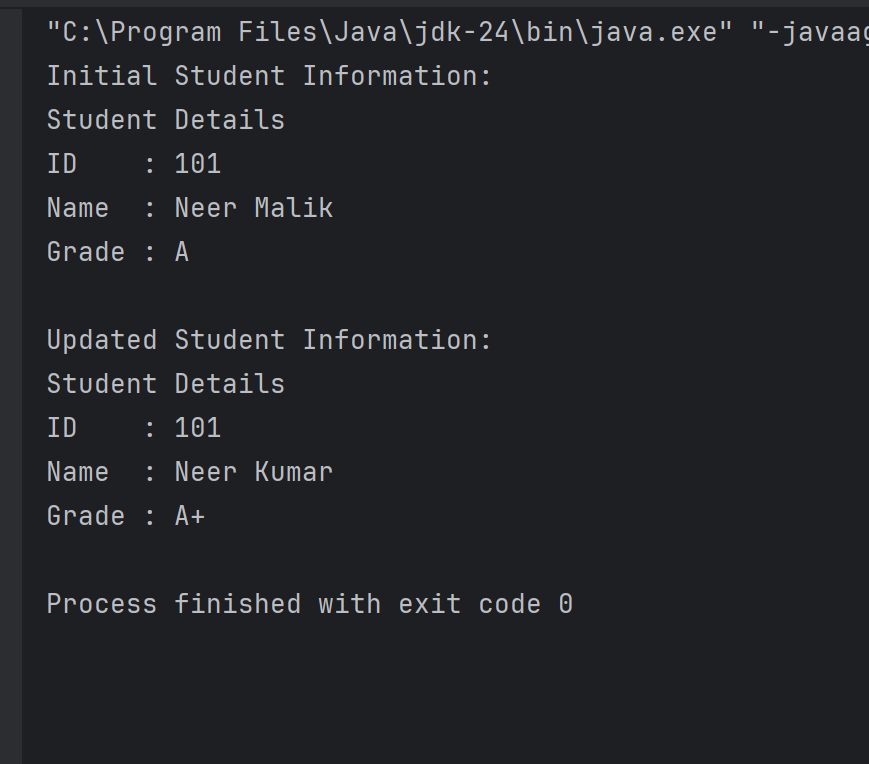 "C:\Program Files\Java\jdk-24\bin\java.exe" "-javaag
Initial Student Information:
Student Details
ID    : 101
Name  : Neer Malik
Grade : A

Updated Student Information:
Student Details
ID    : 101
Name  : Neer Kumar
Grade : A+

Process finished with exit code 0